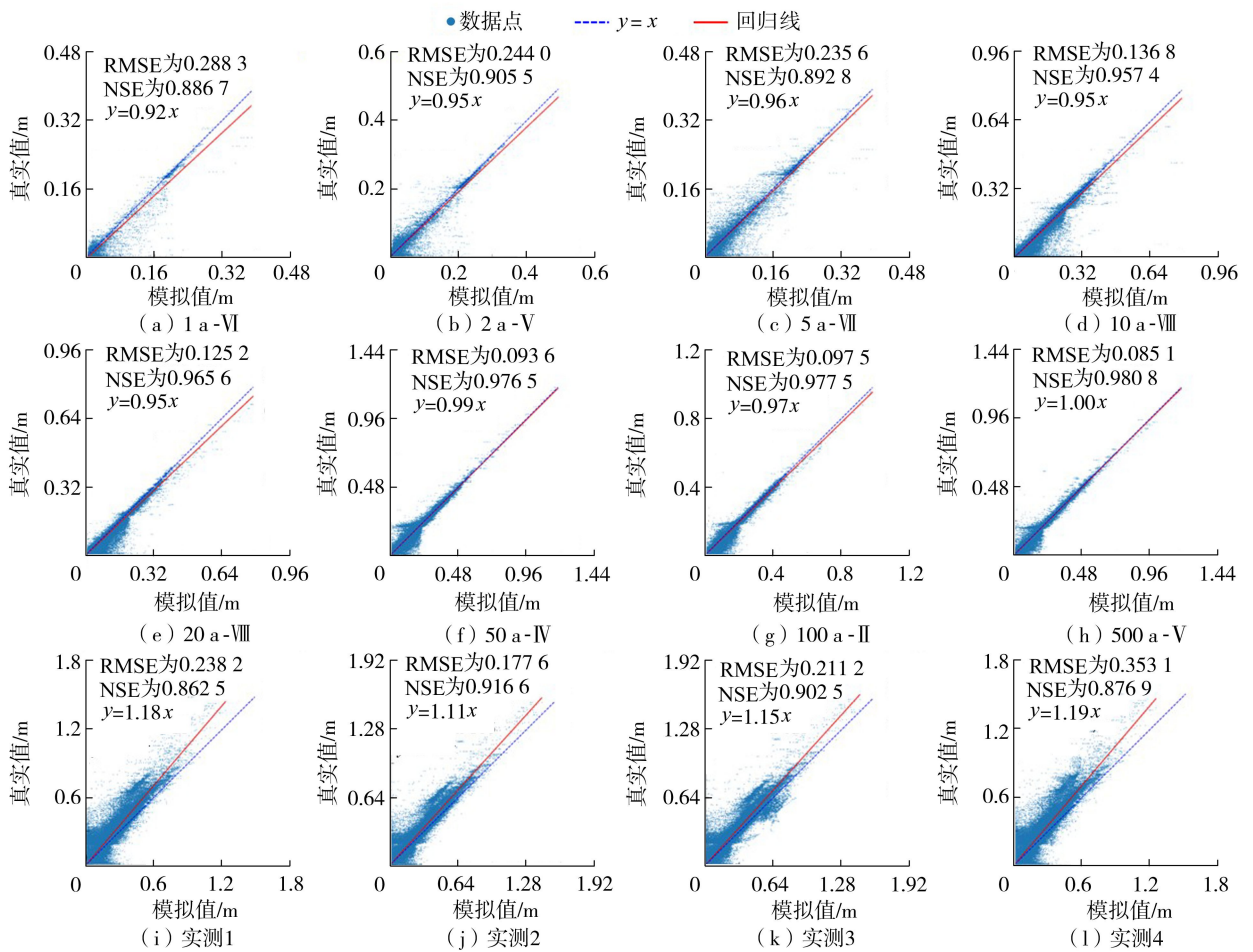 数据点 y=x 回归线
0.48
RMSE为0.288 3
NSE为0.886 7
y=0.92x
0.32
真实值/m
0.16
0 0.16 0.32 0.48
模拟值/m
(a) 1 a-Ⅵ
0.6
RMSE为0.244 0
NSE为0.905 5
y=0.95x
0.4
真实值/m
0.2
0 0.2 0.4 0.6
模拟值/m
(b) 2 a-Ⅴ
0.48
RMSE为0.235 6
NSE为0.892 8
y=0.96x
0.32
真实值/m
0.16
0 0.16 0.32 0.48
模拟值/m
(c) 5 a-Ⅶ
0.96
RMSE为0.136 8
NSE为0.957 4
y=0.95x
0.64
真实值/m
0.32
0 0.32 0.64 0.96
模拟值/m
(d) 10 a-Ⅷ
0.96
RMSE为0.125 2
NSE为0.965 6
y=0.95x
0.64
真实值/m
0.32
0 0.32 0.64 0.96
模拟值/m
(e) 20 a-Ⅷ
1.44
RMSE为0.093 6
NSE为0.976 5
y=0.99x
0.96
真实值/m
0.48
0 0.48 0.96 1.44
模拟值/m
(f) 50 a-Ⅳ
1.2
RMSE为0.097 5
NSE为0.977 5
y=0.97x
0.8
真实值/m
0.4
0 0.4 0.8 1.2
模拟值/m
(g) 100 a-Ⅱ
1.44
RMSE为0.085 1
NSE为0.980 8
y=1.00x
0.96
真实值/m
0.48
0 0.48 0.96 1.44
模拟值/m
(h) 500 a-Ⅴ
1.8
RMSE为0.238 2
NSE为0.862 5
y=1.18x
1.2
真实值/m
0.6
0 0.6 1.2 1.8
模拟值/m
(i) 实测1
1.92
RMSE为0.177 6
NSE为0.916 6
y=1.11x
1.28
真实值/m
0.64
0 0.64 1.28 1.92
模拟值/m
(j) 实测2
1.92
RMSE为0.211 2
NSE为0.902 5
y=1.15x
1.28
真实值/m
0.64
0 0.64 1.28 1.92
模拟值/m
(k) 实测3
1.8
RMSE为0.353 1
NSE为0.876 9
y=1.19x
1.2
真实值/m
0.6
0 0.6 1.2 1.8
模拟值/m
(l) 实测4